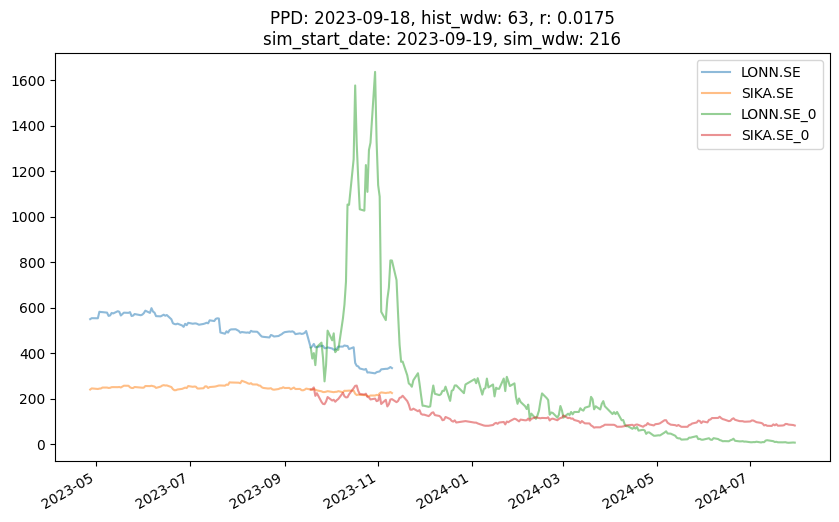 PPD: 2023-09-18, hist_wdw: 63, r: 0.0175
sim_start_date: 2023-09-19, sim_wdw: 216
LONN.SE
SIKA.SE
LONN.SE_0
SIKA.SE_0
1600
1400
1200
1000
800
600
400
200
0
2023-05
2023-07
2023-09
2023-11
2024-01
2024-03
2024-05
2024-07